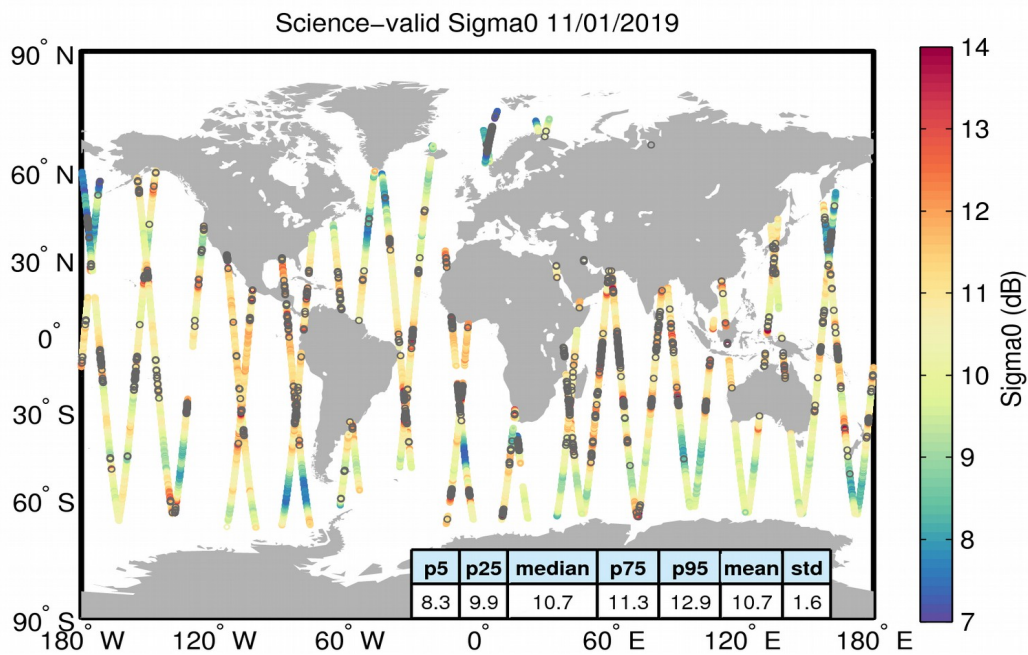 Science−valid Sigma0 11/01/2019
90° N
60° N
30° N
0°
30° S
60° S
90° S
180° W
120° W
60° W
0°
60° E
120° E
180° E
14
13
12
11
10
9
8
7
Sigma0 (dB)
p5 p25 median p75 p95 mean std
8.3 9.9 10.7 11.3 12.9 10.7 1.6